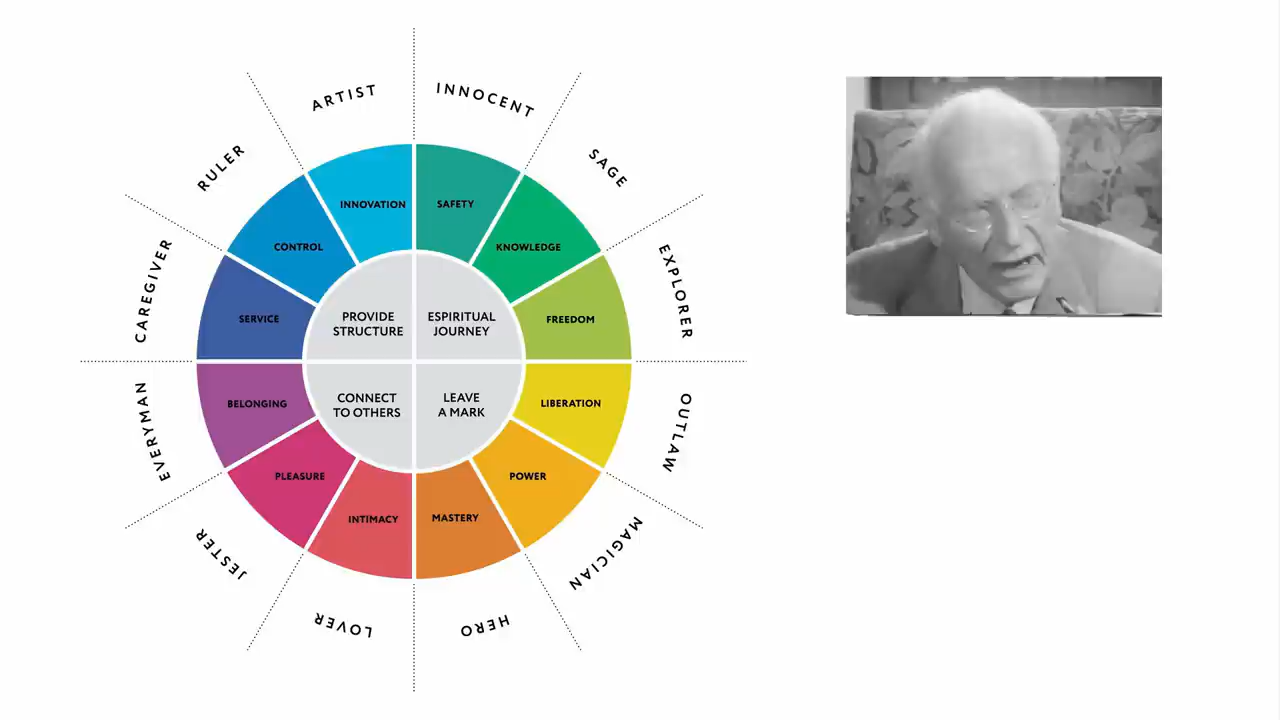 ARTIST
INNOCENT
RULER
SAGE
CAREGIVER
EXPLORER
EVERYMAN
OUTLAW
JESTER
MAGICIAN
LOVER
HERO
INNOVATION
SAFETY
CONTROL
KNOWLEDGE
SERVICE
FREEDOM
BELONGING
LIBERATION
PLEASURE
POWER
INTIMACY
MASTERY
PROVIDE
STRUCTURE
ESPIRITUAL
JOURNEY
CONNECT
TO OTHERS
LEAVE
A MARK